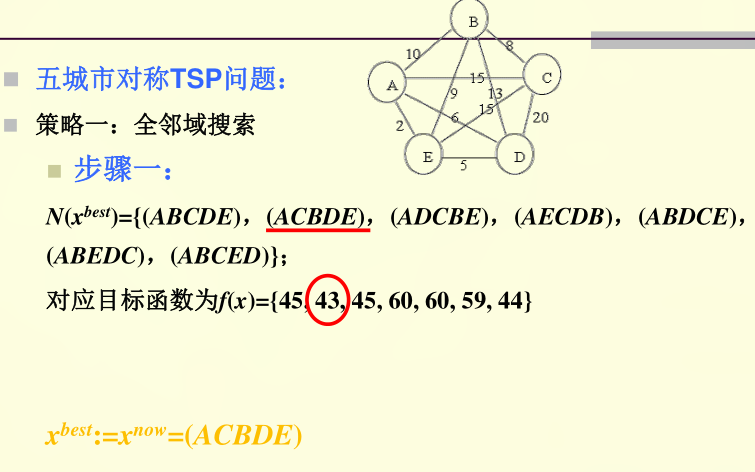 B
10
8
五城市对称TSP问题：
A
15
C
9
13
15
策略一：全邻域搜索
2
6
20
E
D
5
步骤一：
N(x^best)={(ABCDE)，(ACBDE)，(ADCBE)，(AECDB)，(ABDCE)，
(ABEDC)，(ABCED)}；
对应目标函数为f(x)={45, 43, 45, 60, 60, 59, 44}
x^best:=x^now=(ACBDE)